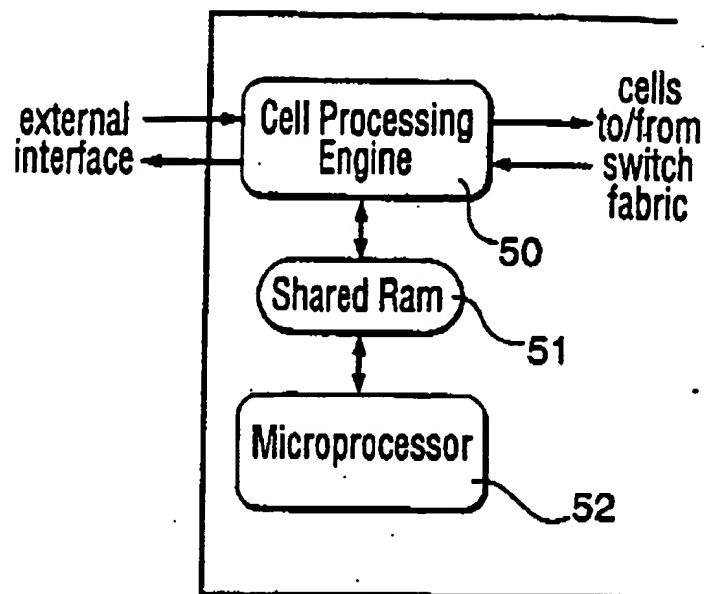 external
interface
Cell Processing
Engine
cells
to/from
switch
fabric
50
Shared Ram
51
Microprocessor
52